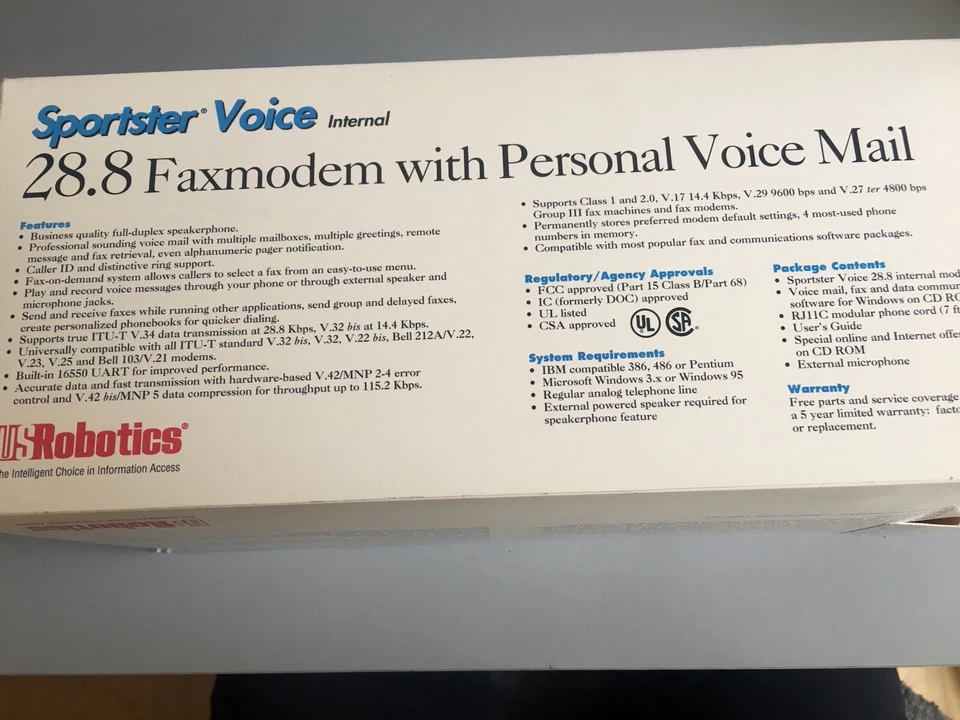 Sportster® Voice Internal
28.8 Faxmodem with Personal Voice Mail
Features
• Business quality full-duplex speakerphone.
• Professional sounding voice mail with multiple mailboxes, multiple greetings, remote
message and fax retrieval, even alphanumeric pager notification.
• Caller ID and distinctive ring support.
• Fax-on-demand system allows callers to select a fax from an easy-to-use menu.
• Play and record voice messages through your phone or through external speaker and
microphone jacks.
• Send and receive faxes while running other applications, send group and delayed faxes,
create personalized phonebooks for quicker dialing.
• Supports true ITU-T V.34 data transmission at 28.8 Kbps, V.32 bis at 14.4 Kbps.
• Universally compatible with all ITU-T standard V.32 bis, V.32, V.22 bis, Bell 212A/V.22,
V.23, V.25 and Bell 103/V.21 modems.
• Built-in 16550 UART for improved performance.
• Accurate data and fast transmission with hardware-based V.42/MNP 2-4 error
control and V.42 bis/MNP 5 data compression for throughput up to 115.2 Kbps.
• Supports Class 1 and 2.0, V.17 14.4 Kbps, V.29 9600 bps and V.27 ter 4800 bps
Group III fax machines and fax modems.
• Permanently stores preferred modem default settings, 4 most-used phone
numbers in memory.
• Compatible with most popular fax and communications software packages.
Regulatory/Agency Approvals
• FCC approved (Part 15 Class B/Part 68)
• IC (formerly DOC) approved
• UL listed
• CSA approved
UL
SA
System Requirements
• IBM compatible 386, 486 or Pentium
• Microsoft Windows 3.x or Windows 95
• Regular analog telephone line
• External powered speaker required for
speakerphone feature
Package Contents
• Sportster Voice 28.8 internal mod
• Voice mail, fax and data commun
software for Windows on CD RO
• RJ11C modular phone cord (7 ft
• User's Guide
• Special online and Internet offe
on CD ROM
• External microphone
Warranty
Free parts and service coverage
a 5 year limited warranty: facto
or replacement.
USRobotics®
he Intelligent Choice in Information Access
USRobotics